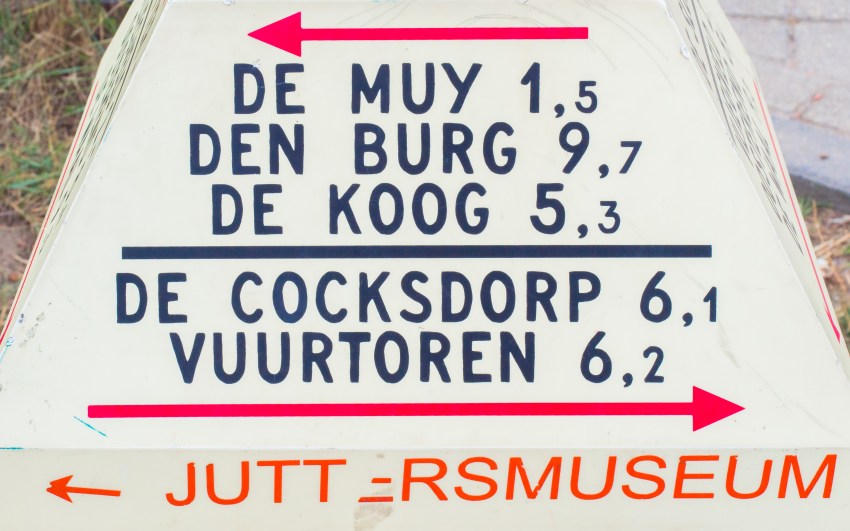 DE MUY 1,5
DEN BURG 9,7
DE KOOG 5,3
DE COCKSDORP 6,1
VUURTOREN 6,2
← JUTTERSMUSEUM